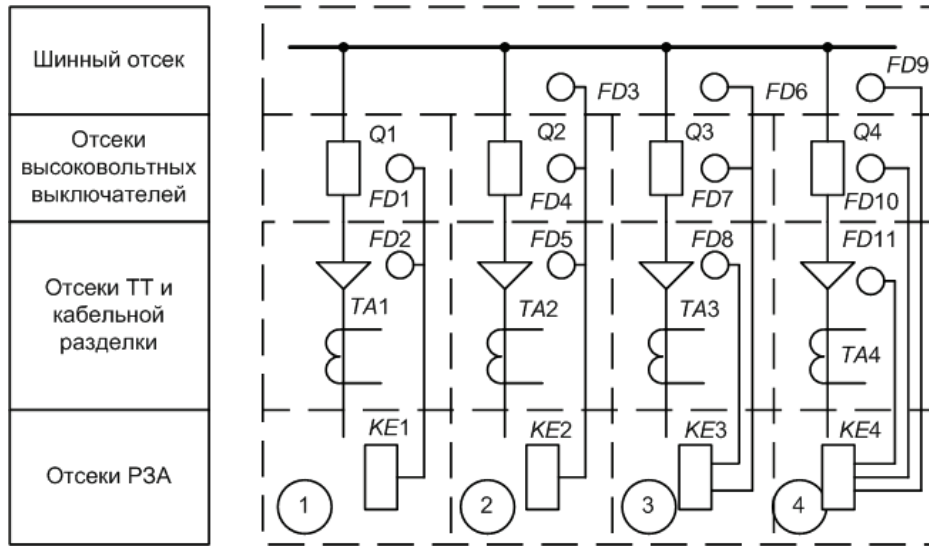 Шинный отсек
Отсеки
высоковольтных
выключателей
Отсеки ТТ и
кабельной
разделки
Отсеки РЗА
FD9
FD3
FD6
Q1
Q2
Q3
Q4
FD1
FD4
FD7
FD10
FD2
FD5
FD8
FD11
TA1
TA2
TA3
TA4
KE1
KE2
KE3
KE4
1
2
3
4